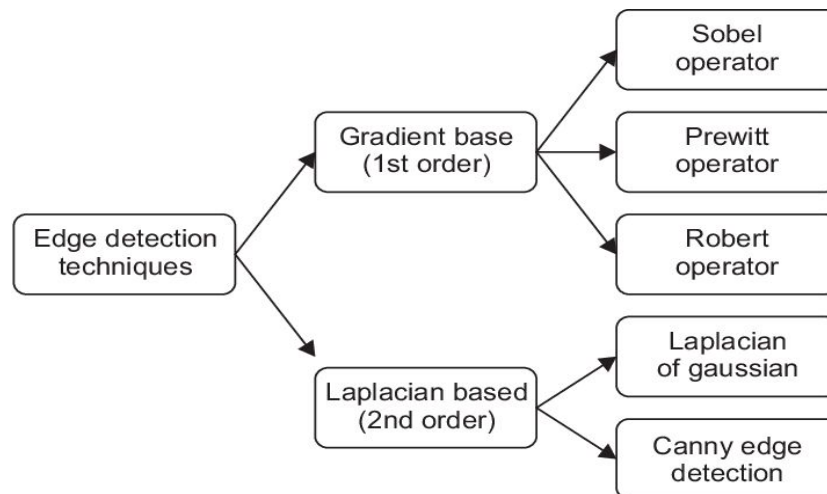 Edge detection
techniques
Gradient base
(1st order)
Laplacian based
(2nd order)
Sobel
operator
Prewitt
operator
Robert
operator
Laplacian
of gaussian
Canny edge
detection